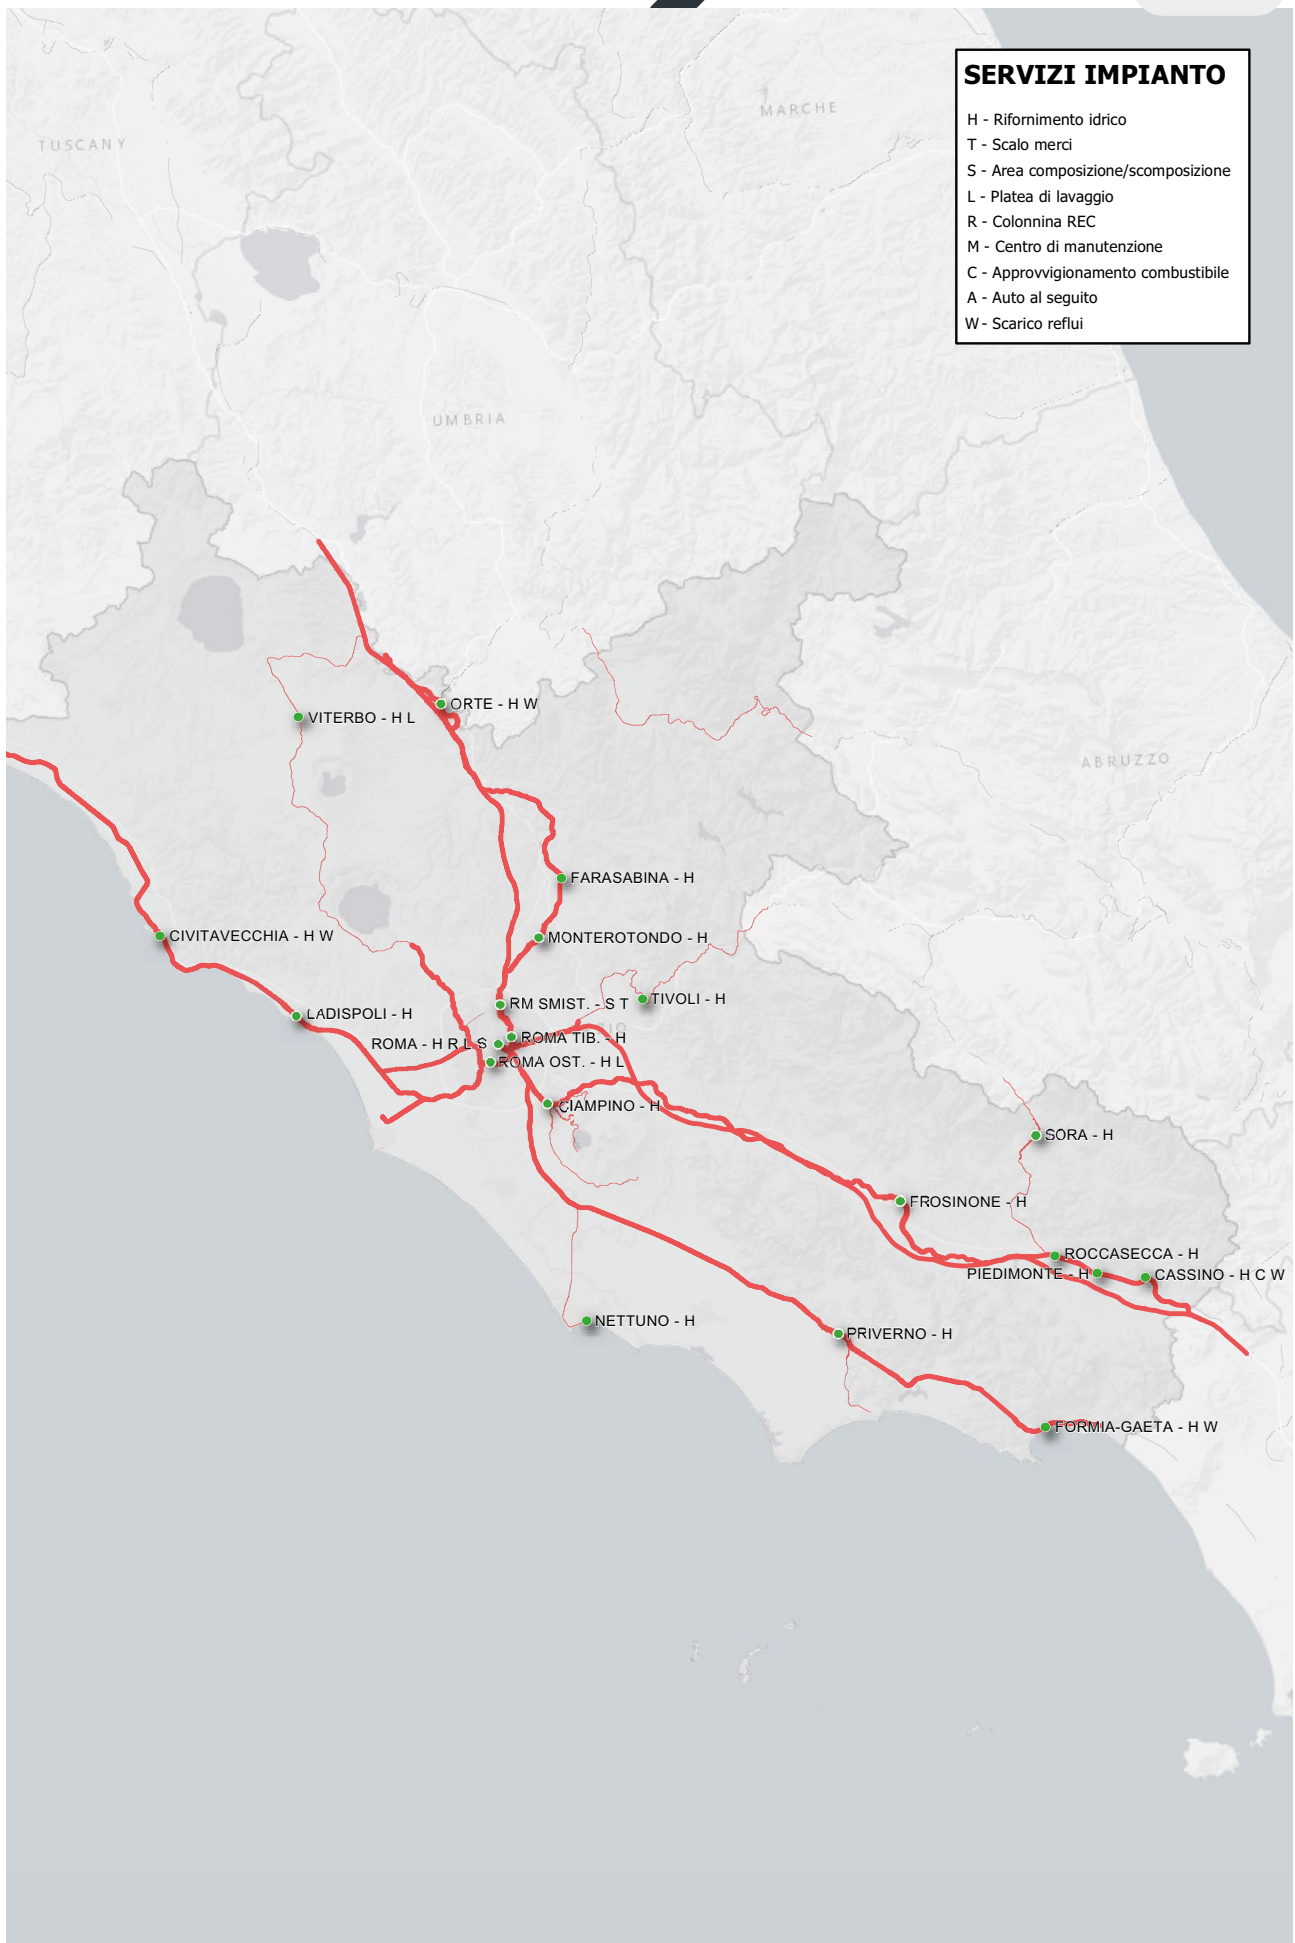 SERVIZI IMPIANTO
H - Rifornimento idrico
T - Scalo merci
S - Area composizione/scomposizione
L - Platea di lavaggio
R - Colonnina REC
M - Centro di manutenzione
C - Approvvigionamento combustibile
A - Auto al seguito
W - Scarico reflui
MARCHE
TUSCANY
UMBRIA
ORTE - H W
VITERBO - H L
ABRUZZO
FARASABINA - H
CIVITAVECCHIA - H W
MONTEROTONDO - H
TIVOLI - H
RM SMIST. - S T
LADISPOLI - H
ROMA TIB. - H
ROMA - H R L S
ROMA OST. - H L
CIAMPINO - H
SORA - H
FROSINONE - H
ROCCASECCA - H
PIEDIMONTE - H
CASSINO - H C W
NETTUNO - H
PRIVERNO - H
FORMIA-GAETA - H W